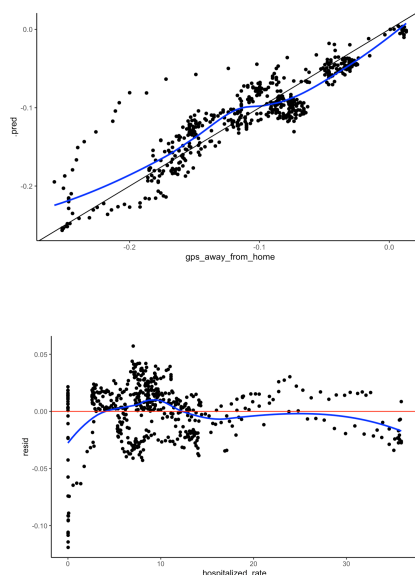 0.0
-0.1
-0.2
.pred
-0.2 -0.1 0.0
gps_away_from_home
0.05
0.00
-0.05
-0.10
resid
0 10 20 30
hospitalized_rate